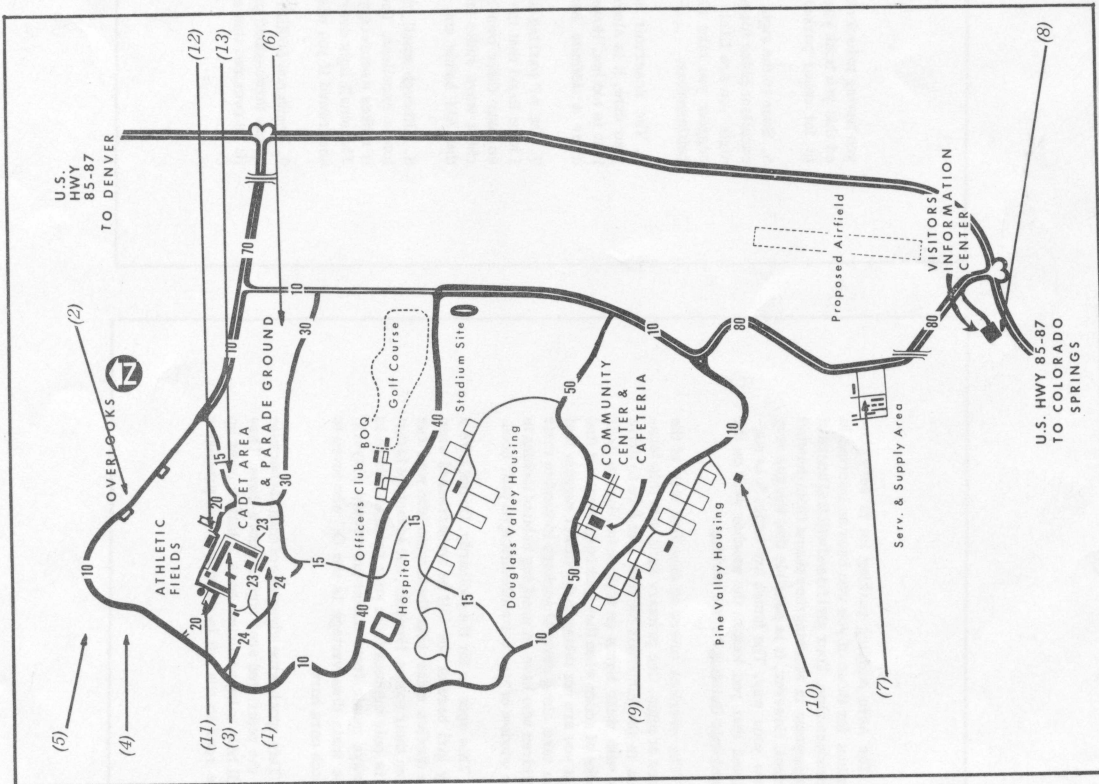 (12)
(13)
(6)
(2)
(8)
(5)
(4)
(11)
(3)
(1)
(9)
(10)
(7)
U.S.
HWY
85-87
TO DENVER
OVERLOOKS
N
ATHLETIC
FIELDS
CADET AREA
& PARADE GROUND
Officers Club
BOQ
Golf Course
Stadium Site
Hospital
Douglass Valley Housing
COMMUNITY
CENTER &
CAFETERIA
Pine Valley Housing
Proposed Airfield
VISITORS
INFORMATION
CENTER
Serv. & Supply Area
U.S. HWY 85-87
TO COLORADO
SPRINGS
70
10
10
10
15
20
20
23
23
24
24
30
30
15
10
40
40
15
15
50
50
10
10
10
80
80